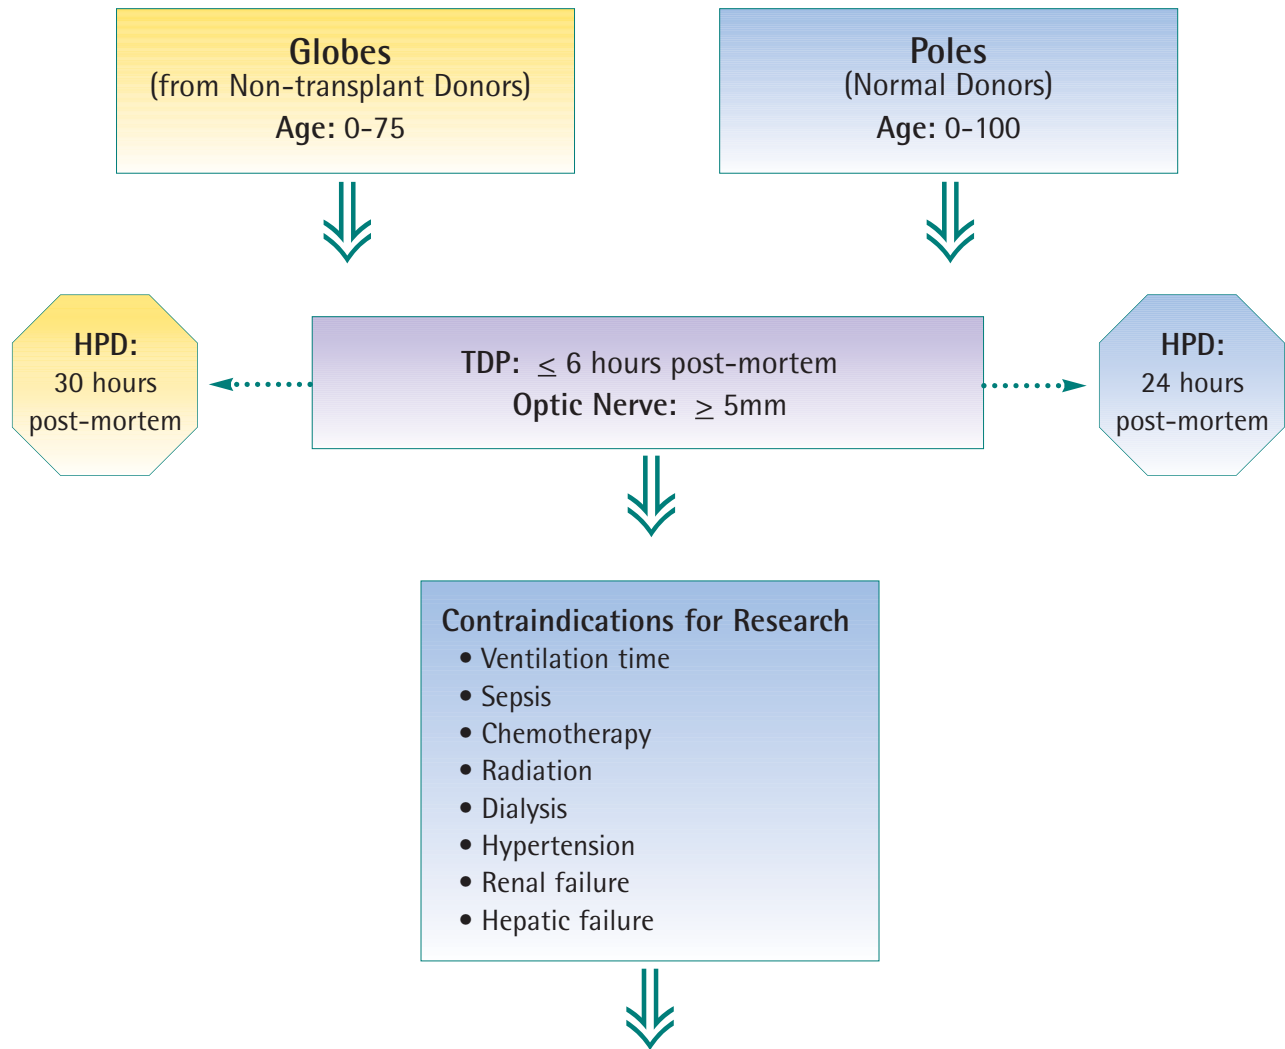 Globes
(from Non-transplant Donors)
Age: 0-75
Poles
(Normal Donors)
Age: 0-100
HPD:
30 hours
post-mortem
TDP: ≤ 6 hours post-mortem
Optic Nerve: ≥ 5mm
HPD:
24 hours
post-mortem
Contraindications for Research
• Ventilation time
• Sepsis
• Chemotherapy
• Radiation
• Dialysis
• Hypertension
• Renal failure
• Hepatic failure